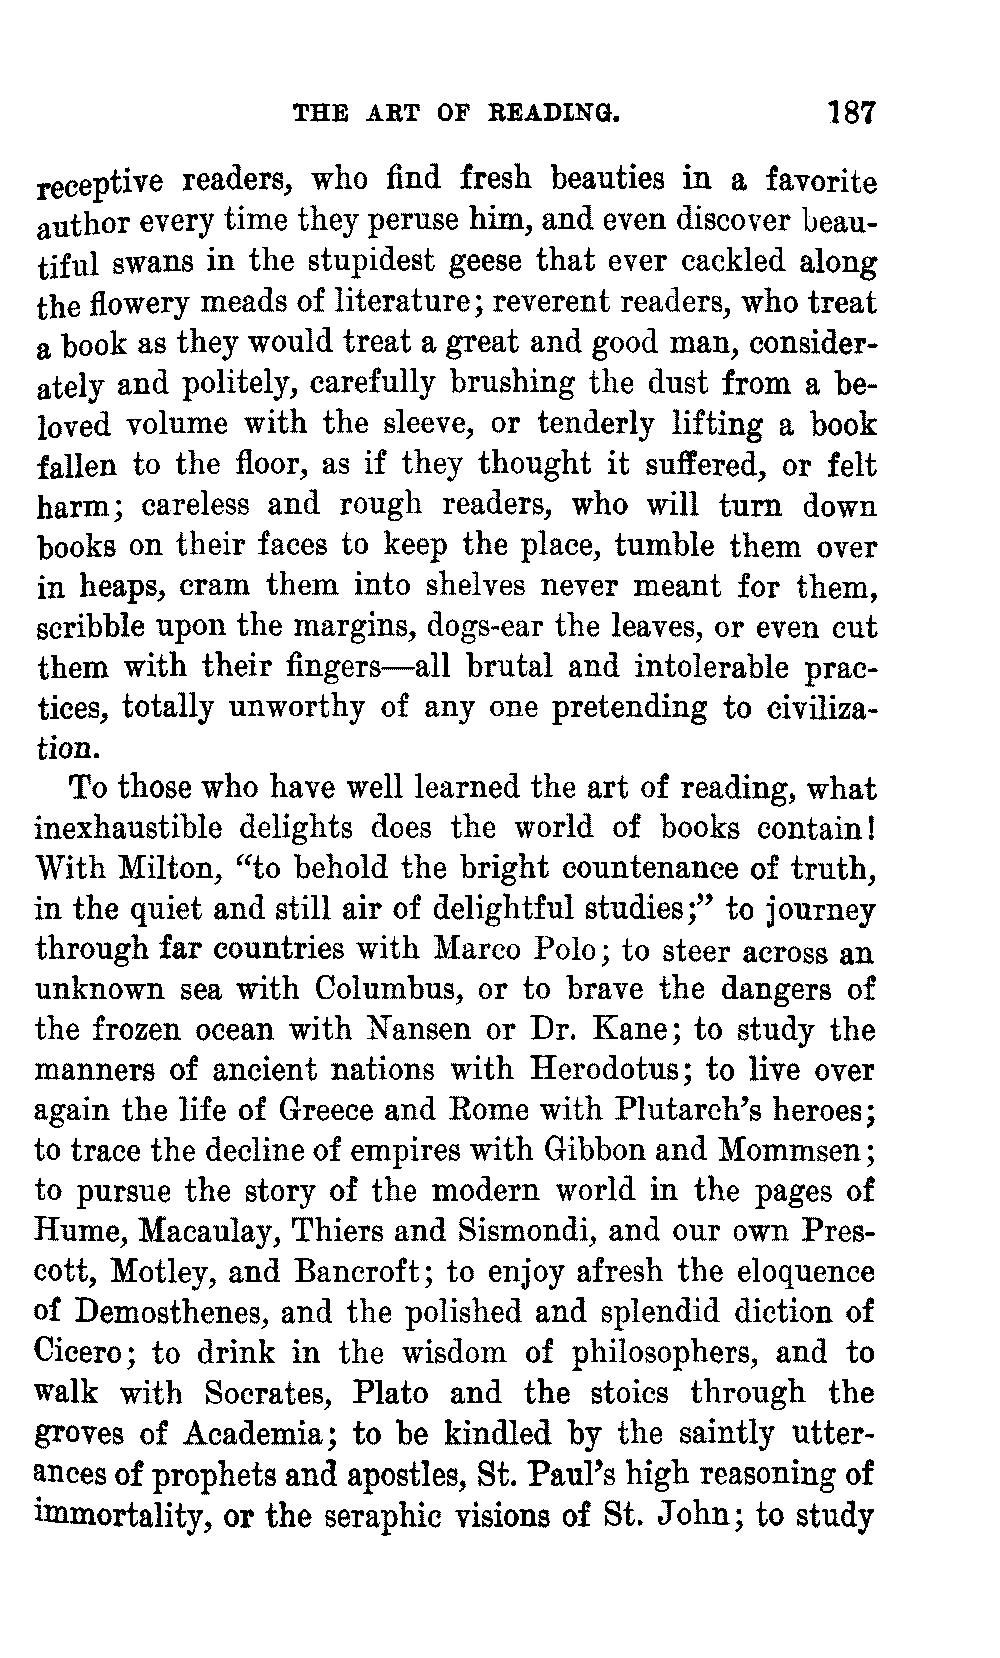 THE ART OF READING. 187
receptive readers, who find fresh beauties in a favorite
author every time they peruse him, and even discover beau-
tiful swans in the stupidest geese that ever cackled along
the flowery meads of literature; reverent readers, who treat
a book as they would treat a great and good man, consider-
ately and politely, carefully brushing the dust from a be-
loved volume with the sleeve, or tenderly lifting a book
fallen to the floor, as if they thought it suffered, or felt
harm; careless and rough readers, who will turn down
books on their faces to keep the place, tumble them over
in heaps, cram them into shelves never meant for them,
scribble upon the margins, dogs-ear the leaves, or even cut
them with their fingers—all brutal and intolerable prac-
tices, totally unworthy of any one pretending to civiliza-
tion.
To those who have well learned the art of reading, what
inexhaustible delights does the world of books contain!
With Milton, "to behold the bright countenance of truth,
in the quiet and still air of delightful studies;" to journey
through far countries with Marco Polo; to steer across an
unknown sea with Columbus, or to brave the dangers of
the frozen ocean with Nansen or Dr. Kane; to study the
manners of ancient nations with Herodotus; to live over
again the life of Greece and Rome with Plutarch's heroes;
to trace the decline of empires with Gibbon and Mommsen;
to pursue the story of the modern world in the pages of
Hume, Macaulay, Thiers and Sismondi, and our own Pres-
cott, Motley, and Bancroft; to enjoy afresh the eloquence
of Demosthenes, and the polished and splendid diction of
Cicero; to drink in the wisdom of philosophers, and to
walk with Socrates, Plato and the stoics through the
groves of Academia; to be kindled by the saintly utter-
ances of prophets and apostles, St. Paul's high reasoning of
immortality, or the seraphic visions of St. John; to study